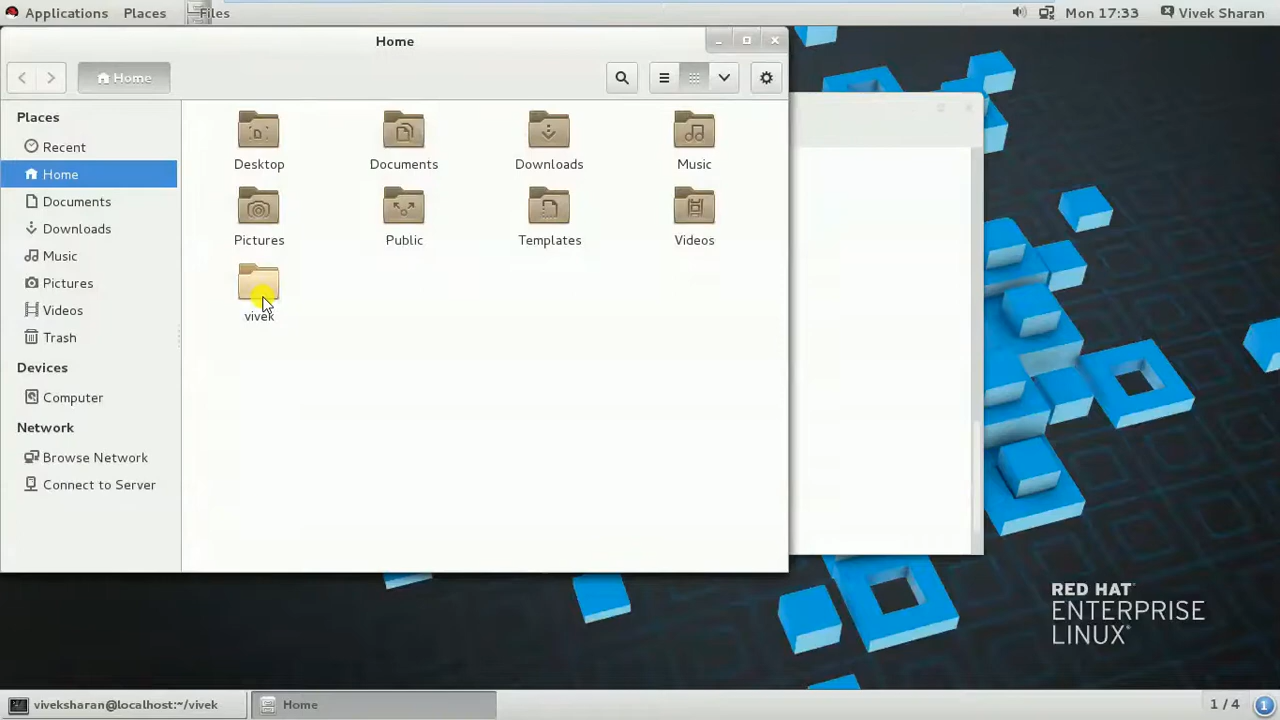 Applications Places Files Mon 17:33 Vivek Sharan
Home
Home
Places
Recent
Home
Documents
Downloads
Music
Pictures
Videos
Trash
Devices
Computer
Network
Browse Network
Connect to Server
Desktop Documents Downloads Music
Pictures Public Templates Videos
vivek
RED HAT
ENTERPRISE
LINUX
viveksharan@localhost:~/vivek Home 1 / 4 1